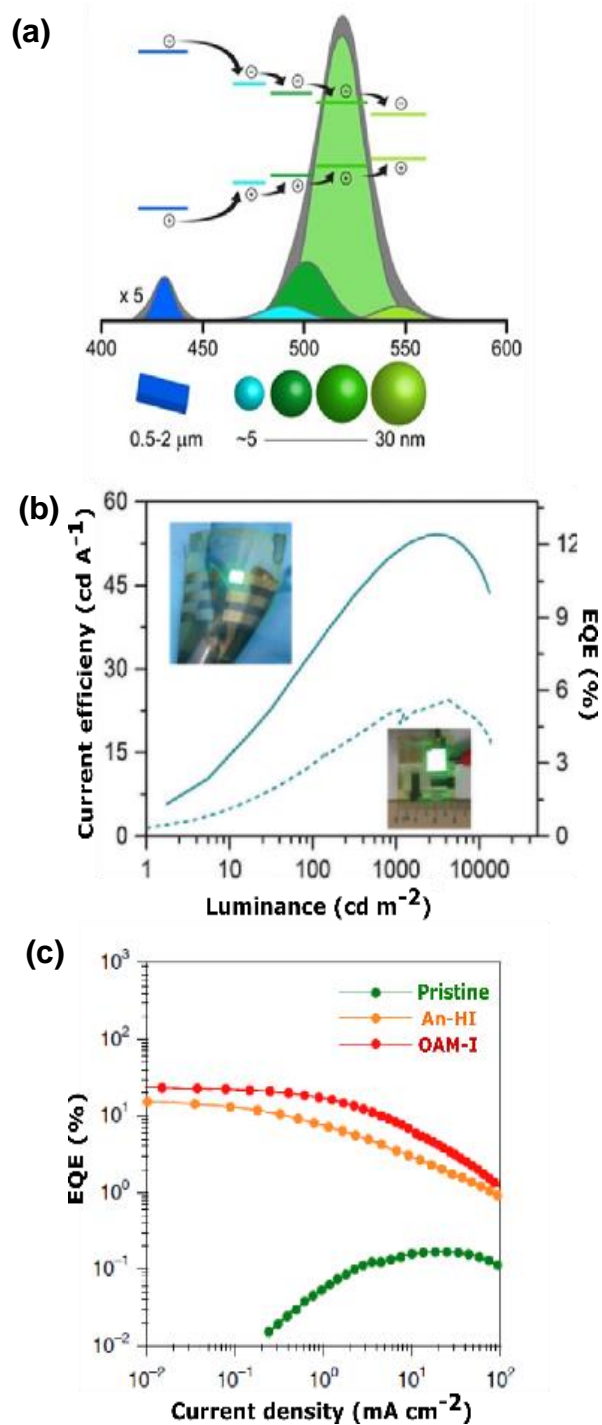 (a)
x 5
400 450 500 550 600
0.5-2 μm ~5 30 nm
(b)
Current efficieny (cd A⁻¹)
60
45
30
15
0
12
9
6
3
0
EQE (%)
1 10 100 1000 10000
Luminance (cd m⁻²)
(c)
EQE (%)
10³
10²
10¹
10⁰
10⁻¹
10⁻²
Pristine
An-HI
OAM-I
10⁻² 10⁻¹ 10⁰ 10¹ 10²
Current density (mA cm⁻²)